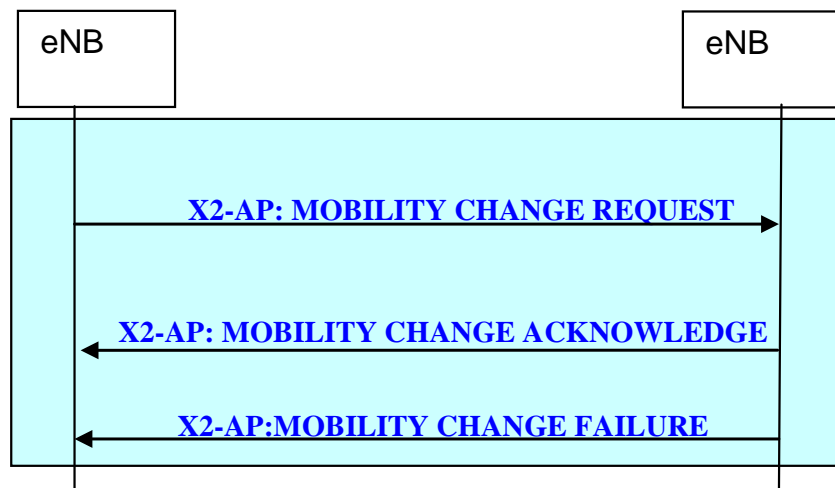 eNB
eNB
X2-AP: MOBILITY CHANGE REQUEST
X2-AP: MOBILITY CHANGE ACKNOWLEDGE
X2-AP:MOBILITY CHANGE FAILURE